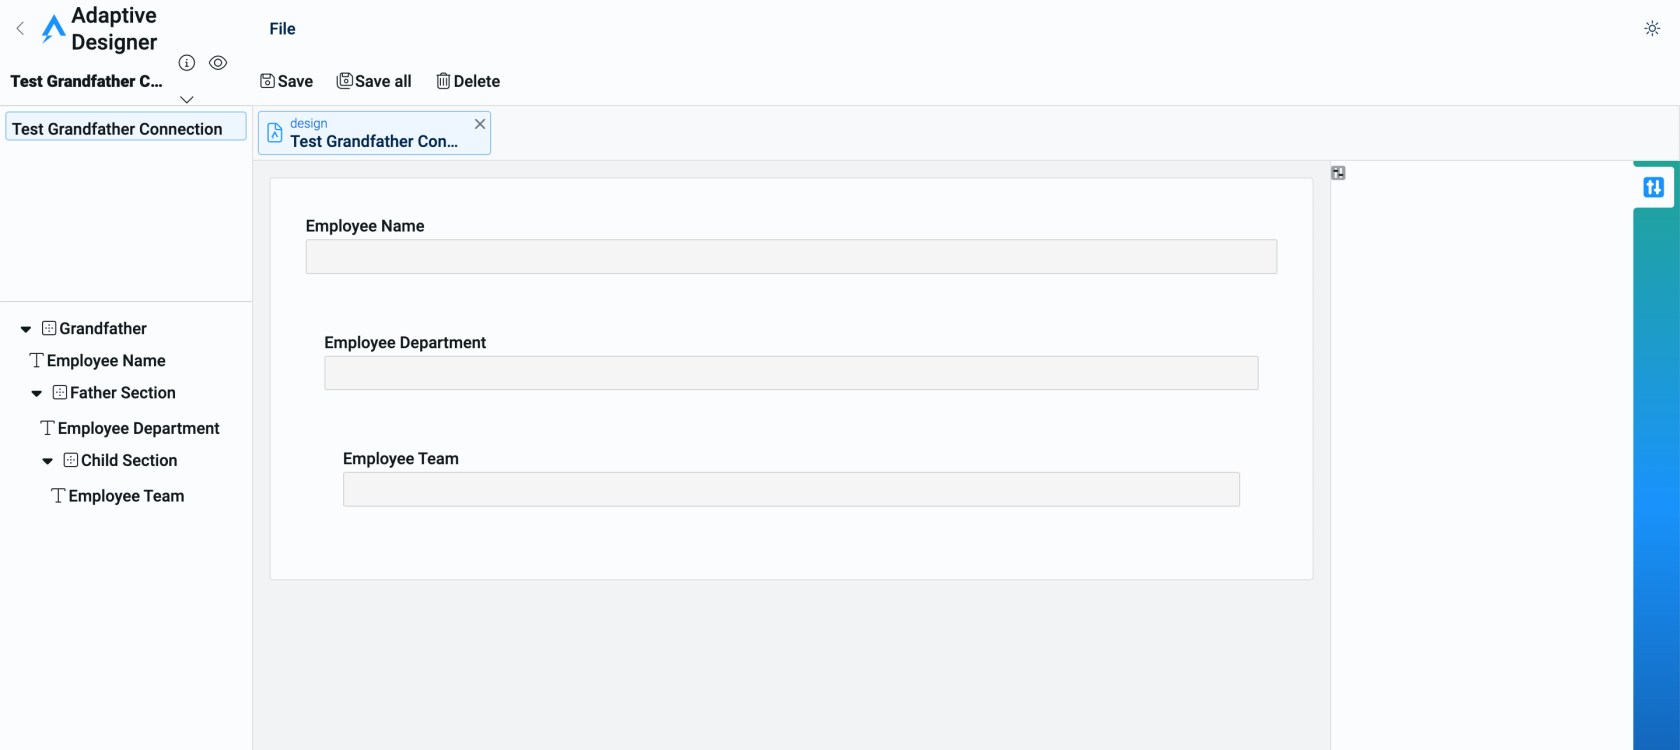 Adaptive
Designer
File
Test Grandfather C...
Save
Save all
Delete
Test Grandfather Connection
design
Test Grandfather Con...
Employee Name
Employee Department
Employee Team
Grandfather
Employee Name
Father Section
Employee Department
Child Section
Employee Team